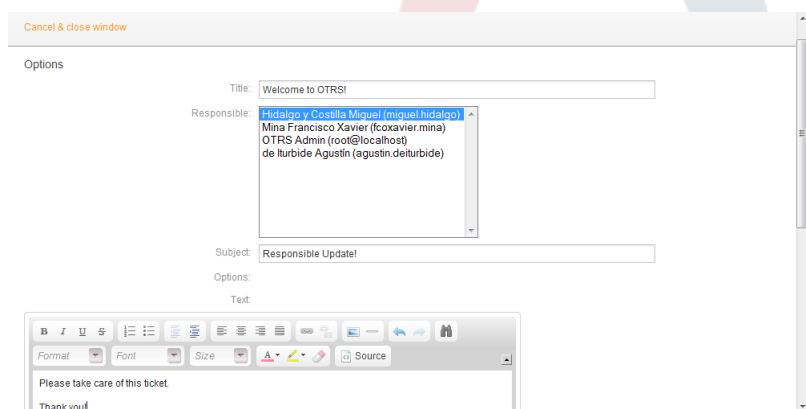 Cancel & close window
Options
Title: Welcome to OTRS!
Responsible: Hidalgo y Costilla Miguel (miguel.hidalgo)
Mina Francisco Xavier (fcoxavier.mina)
OTRS Admin (root@localhost)
de Iturbide Agustín (agustin.deiturbide)
Subject: Responsible Update!
Options:
Text:
B I U S
Format Font Size A Source
Please take care of this ticket.
Thank you!